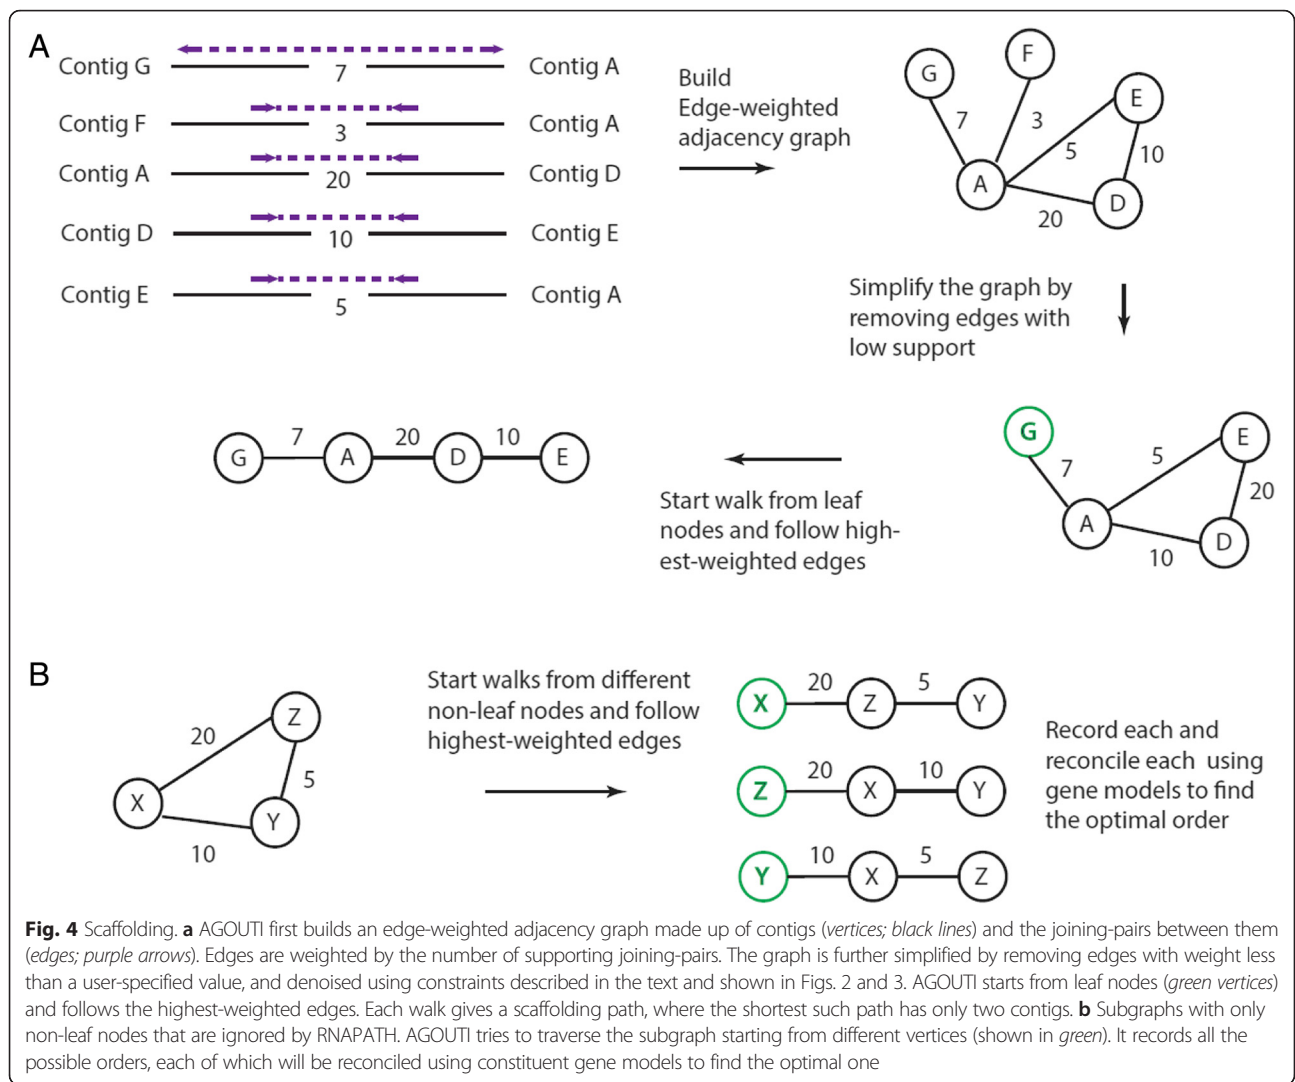 A
Contig G 7 Contig A
Contig F 3 Contig A
Contig A 20 Contig D
Contig D 10 Contig E
Contig E 5 Contig A
Build
Edge-weighted
adjacency graph
G F E A D
7 3 5 10 20
Simplify the graph by
removing edges with
low support
G E A D
7 5 20 10
Start walk from leaf
nodes and follow high-
est-weighted edges
G 7 A 20 D 10 E
B
X Z Y
20 5 10
Start walks from different
non-leaf nodes and follow
highest-weighted edges
X 20 Z 5 Y
Z 20 X 10 Y
Y 10 X 5 Z
Record each and
reconcile each using
gene models to find
the optimal order
Fig. 4 Scaffolding. a AGOUTI first builds an edge-weighted adjacency graph made up of contigs (vertices; black lines) and the joining-pairs between them
(edges; purple arrows). Edges are weighted by the number of supporting joining-pairs. The graph is further simplified by removing edges with weight less
than a user-specified value, and denoised using constraints described in the text and shown in Figs. 2 and 3. AGOUTI starts from leaf nodes (green vertices)
and follows the highest-weighted edges. Each walk gives a scaffolding path, where the shortest such path has only two contigs. b Subgraphs with only
non-leaf nodes that are ignored by RNAPATH. AGOUTI tries to traverse the subgraph starting from different vertices (shown in green). It records all the
possible orders, each of which will be reconciled using constituent gene models to find the optimal one